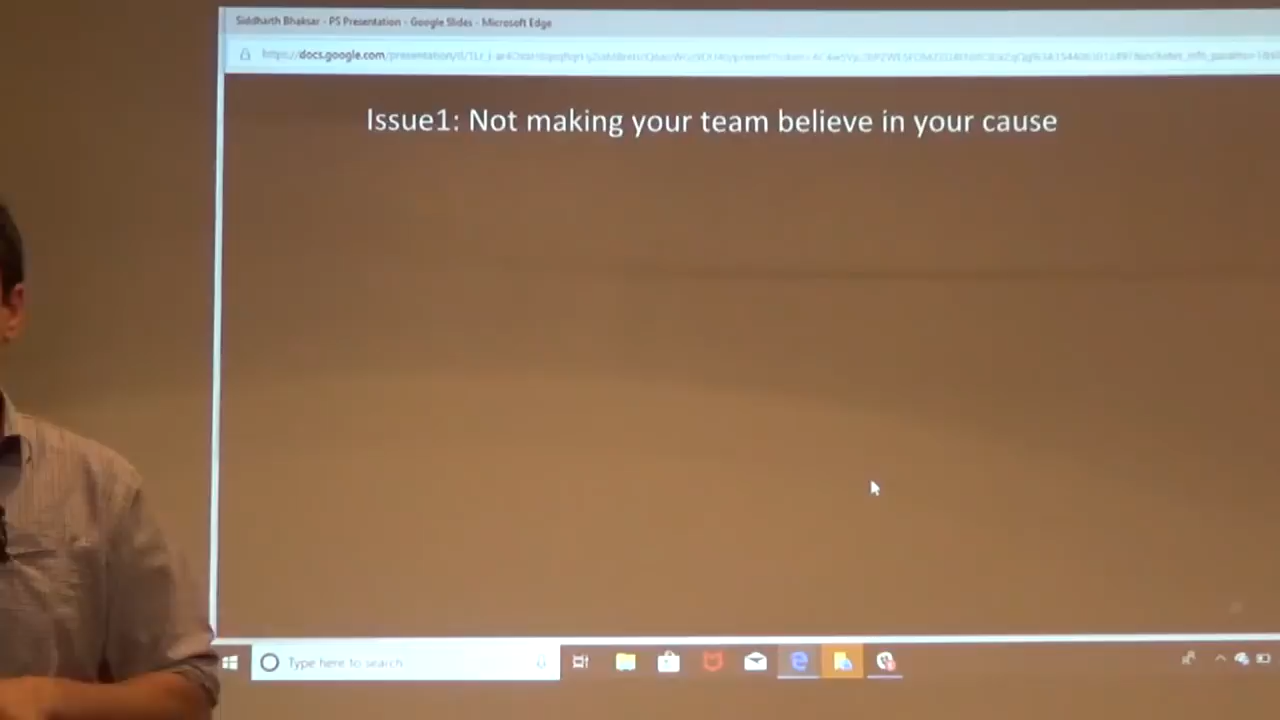 Siddharth Bhaksar - PS Presentation - Google Slides - Microsoft Edge
https://docs.google.com/presentation/d/
Issue1: Not making your team believe in your cause
Type here to search